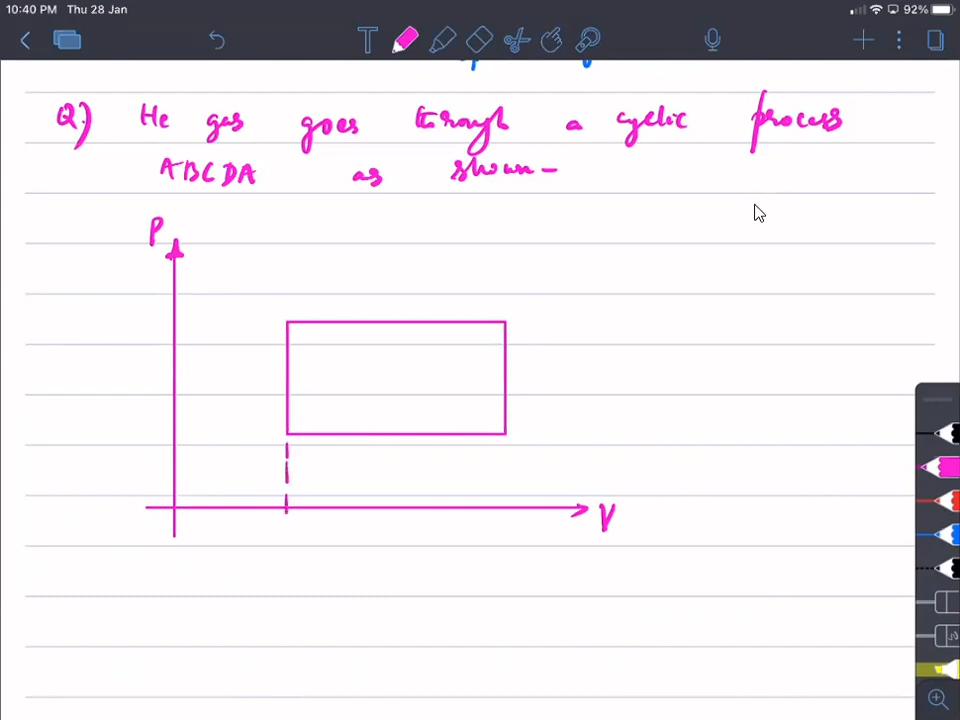 10:40 PM Thu 28 Jan 92%
T
Q) He gas goes through a cyclic process
ABCDA as shown-
P
V